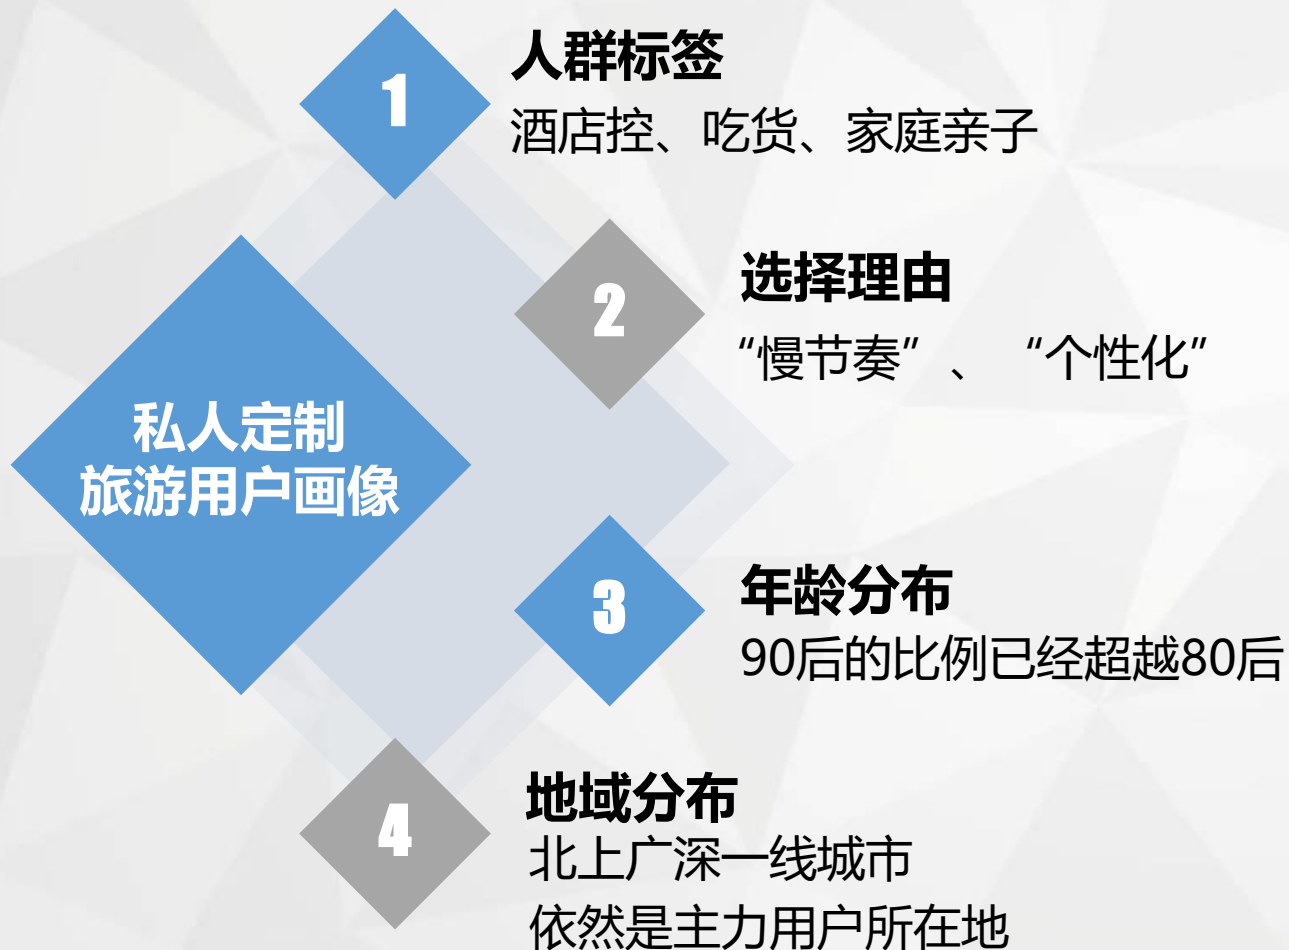 1
人群标签
酒店控、吃货、家庭亲子
2
选择理由
“慢节奏”、 “个性化”
私人定制
旅游用户画像
3
年龄分布
90后的比例已经超越80后
4
地域分布
北上广深一线城市
依然是主力用户所在地